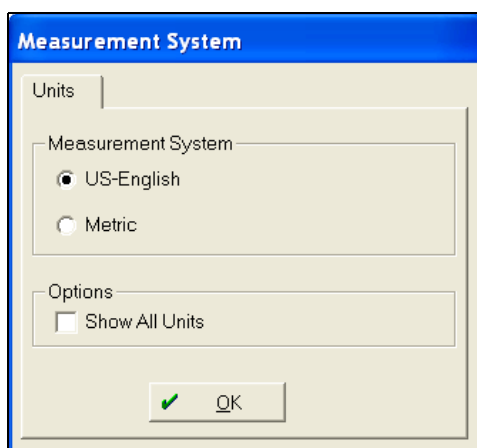 Measurement System
Units
Measurement System
US-English
Metric
Options
Show All Units
OK